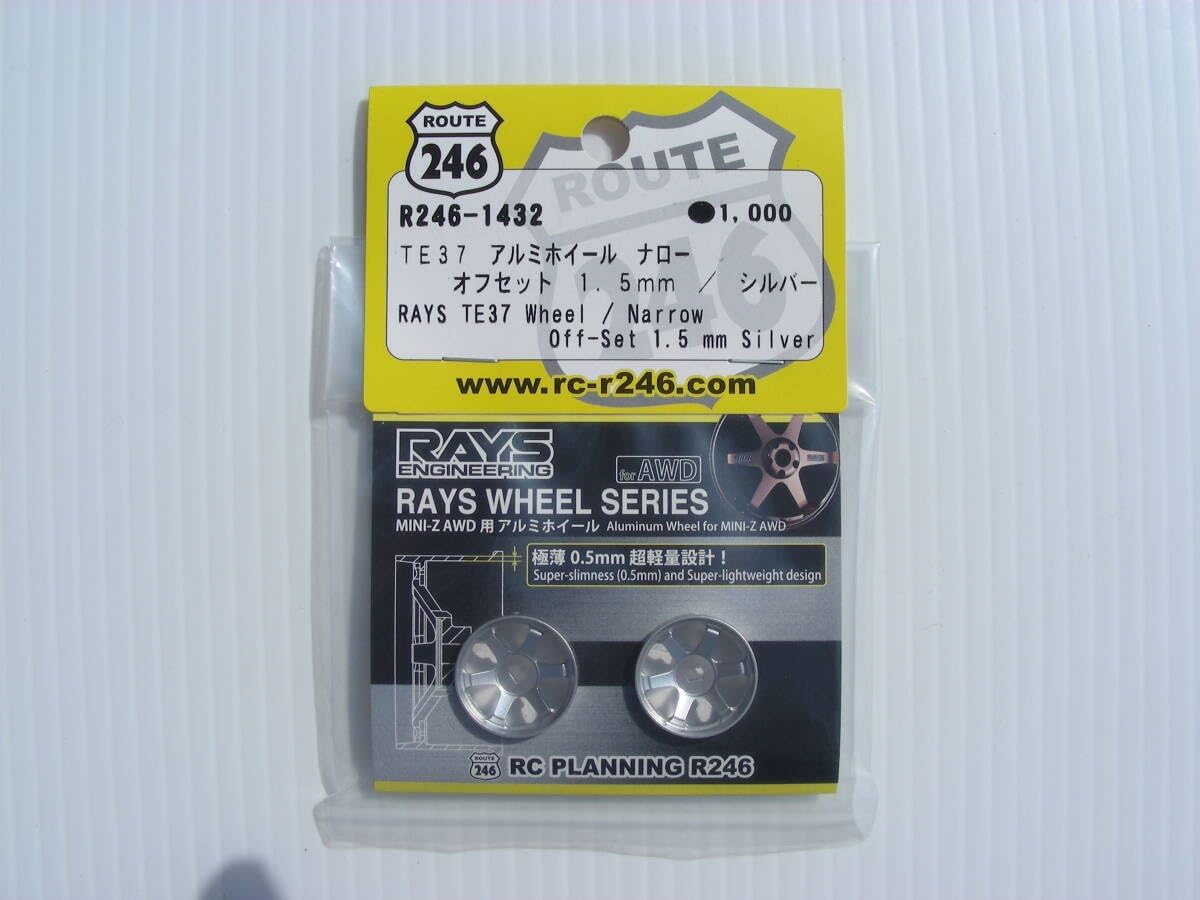 ROUTE
246
ROUTE
246
R246-1432 ●1,000
TE37 アルミホイール ナロー
オフセット 1.5mm / シルバー
RAYS TE37 Wheel / Narrow
Off-Set 1.5 mm Silver
www.rc-r246.com
RAYS
ENGINEERING
for AWD
RAYS WHEEL SERIES
MINI-Z AWD 用 アルミホイール Aluminum Wheel for MINI-Z AWD
極薄 0.5mm 超軽量設計！
Super-slimness (0.5mm) and Super-lightweight design
ROUTE
246
RC PLANNING R246